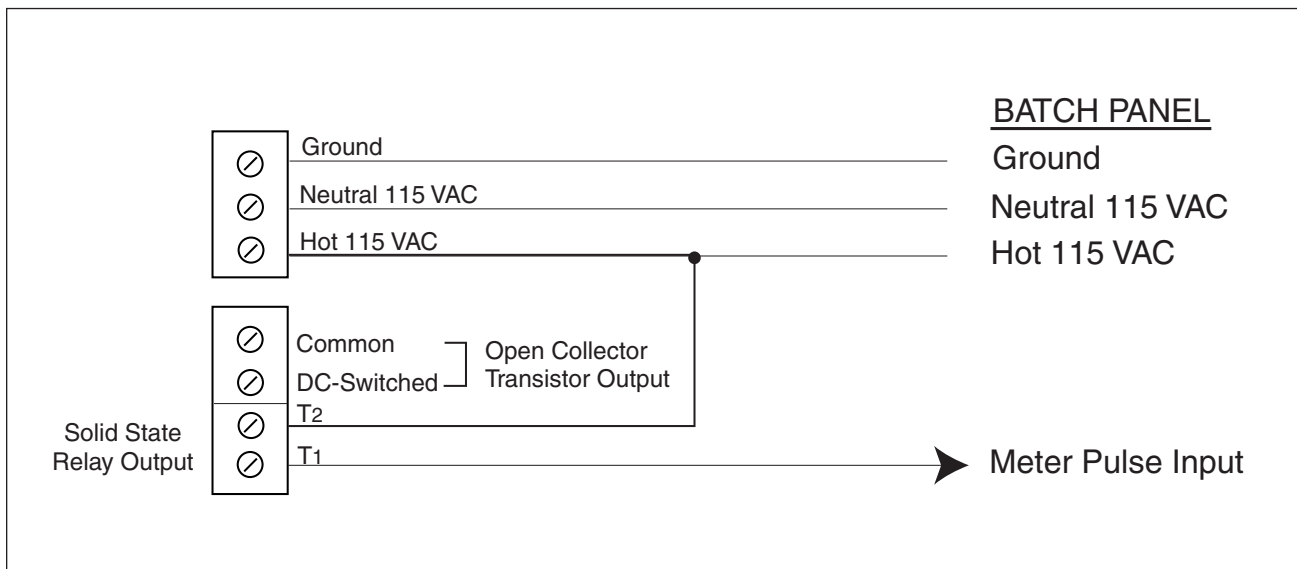 BATCH PANEL
Ground
Ground
Neutral 115 VAC
Neutral 115 VAC
Hot 115 VAC
Hot 115 VAC
Common
DC-Switched
Open Collector
Transistor Output
T2
T1
Solid State
Relay Output
Meter Pulse Input